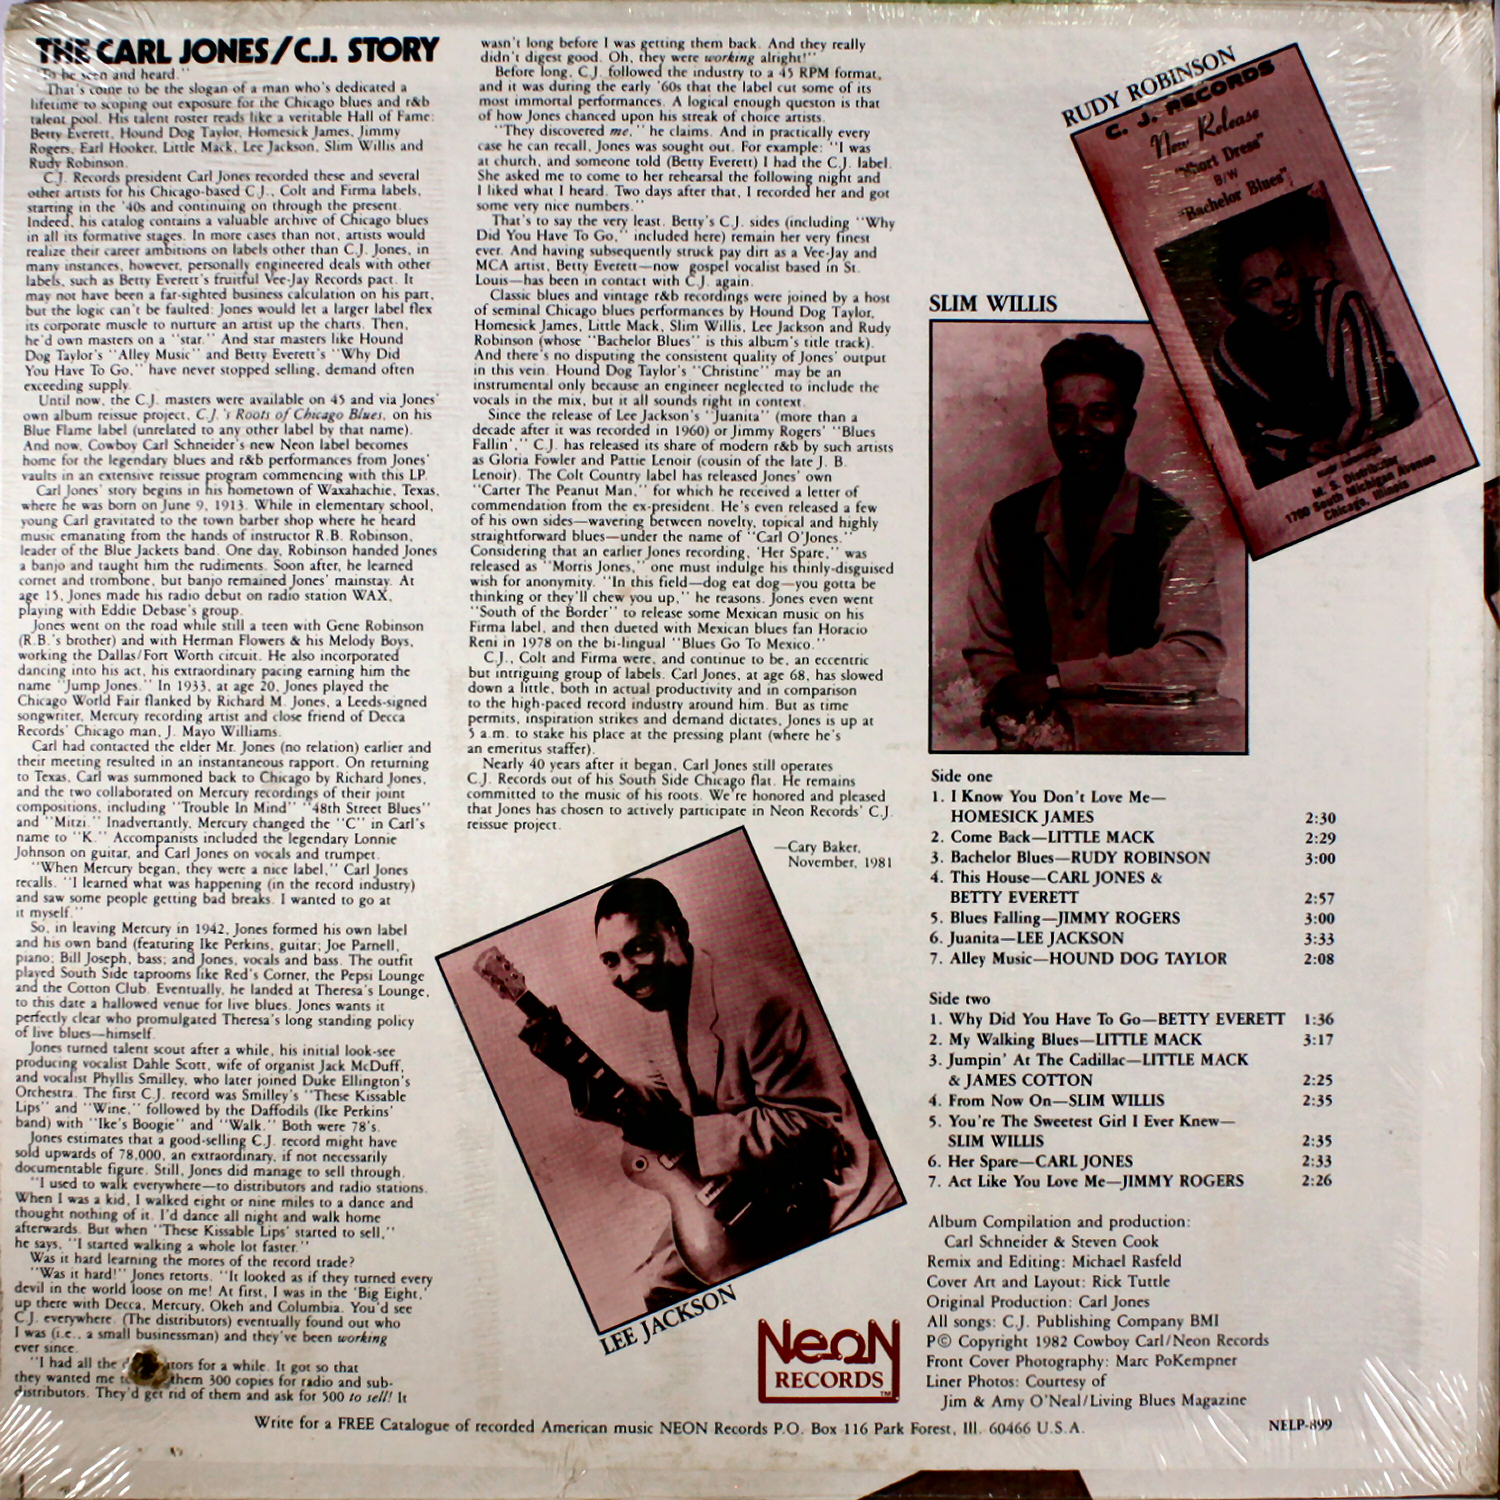 THE CARL JONES/C.J. STORY
"To be seen and heard."
That's come to be the slogan of a man who's dedicated a
lifetime to scoping out exposure for the Chicago blues and r&b
talent pool. His talent roster reads like a veritable Hall of Fame:
Betty Everett, Hound Dog Taylor, Homesick James, Jimmy
Rogers, Earl Hooker, Little Mack, Lee Jackson, Slim Willis and
Rudy Robinson.
C.J. Records president Carl Jones recorded these and several
other artists for his Chicago-based C.J., Colt and Firma labels,
starting in the '40s and continuing on through the present.
Indeed, his catalog contains a valuable archive of Chicago blues
in all its formative stages. In more cases than not, artists would
realize their career ambitions on labels other than C.J. Jones, in
many instances, however, personally engineered deals with other
labels, such as Betty Everett's fruitful Vee-Jay Records pact. It
may not have been a far-sighted business calculation on his part,
but the logic can't be faulted: Jones would let a larger label flex
its corporate muscle to nurture an artist up the charts. Then,
he'd own masters on a "star." And star masters like Hound
Dog Taylor's "Alley Music" and Betty Everett's "Why Did
You Have To Go," have never stopped selling, demand often
exceeding supply.
Until now, the C.J. masters were available on 45 and via Jones'
own album reissue project, C.J.'s Roots of Chicago Blues, on his
Blue Flame label (unrelated to any other label by that name).
And now, Cowboy Carl Schneider's new Neon label becomes
home for the legendary blues and r&b performances from Jones'
vaults in an extensive reissue program commencing with this LP.
Carl Jones' story begins in his hometown of Waxahachie, Texas,
where he was born on June 9, 1913. While in elementary school,
young Carl gravitated to the town barber shop where he heard
music emanating from the hands of instructor R.B. Robinson,
leader of the Blue Jackets band. One day, Robinson handed Jones
a banjo and taught him the rudiments. Soon after, he learned
cornet and trombone, but banjo remained Jones' mainstay. At
age 15, Jones made his radio debut on radio station WAX,
playing with Eddie Debase's group.
Jones went on the road while still a teen with Gene Robinson
(R.B.'s brother) and with Herman Flowers & his Melody Boys,
working the Dallas/Fort Worth circuit. He also incorporated
dancing into his act, his extraordinary pacing earning him the
name "Jump Jones." In 1933, at age 20, Jones played the
Chicago World Fair flanked by Richard M. Jones, a Leeds-signed
songwriter, Mercury recording artist and close friend of Decca
Records' Chicago man, J. Mayo Williams.
Carl had contacted the elder Mr. Jones (no relation) earlier and
their meeting resulted in an instantaneous rapport. On returning
to Texas, Carl was summoned back to Chicago by Richard Jones,
and the two collaborated on Mercury recordings of their joint
compositions, including "Trouble In Mind" "48th Street Blues"
and "Mitzi." Inadvertantly, Mercury changed the "C" in Carl's
name to "K." Accompanists included the legendary Lonnie
Johnson on guitar, and Carl Jones on vocals and trumpet.
"When Mercury began, they were a nice label," Carl Jones
recalls. "I learned what was happening (in the record industry)
and saw some people getting bad breaks. I wanted to go at
it myself."
So, in leaving Mercury in 1942, Jones formed his own label
and his own band (featuring Ike Perkins, guitar; Joe Parnell,
piano; Bill Joseph, bass; and Jones, vocals and bass. The outfit
played South Side taprooms like Red's Corner, the Pepsi Lounge
and the Cotton Club. Eventually, he landed at Theresa's Lounge,
to this date a hallowed venue for live blues. Jones wants it
perfectly clear who promulgated Theresa's long standing policy
of live blues—himself.
Jones turned talent scout after a while, his initial look-see
producing vocalist Dahle Scott, wife of organist Jack McDuff,
and vocalist Phyllis Smilley, who later joined Duke Ellington's
Orchestra. The first C.J. record was Smilley's "These Kissable
Lips" and "Wine," followed by the Daffodils (Ike Perkins'
band) with "Ike's Boogie" and "Walk." Both were 78's.
Jones estimates that a good-selling C.J. record might have
sold upwards of 78,000, an extraordinary, if not necessarily
documentable figure. Still, Jones did manage to sell through.
"I used to walk everywhere—to distributors and radio stations.
When I was a kid, I walked eight or nine miles to a dance and
thought nothing of it. I'd dance all night and walk home
afterwards. But when "These Kissable Lips' started to sell,"
he says, "I started walking a whole lot faster."
Was it hard learning the mores of the record trade?
"Was it hard!" Jones retorts. "It looked as if they turned every
devil in the world loose on me! At first, I was in the 'Big Eight,'
up there with Decca, Mercury, Okeh and Columbia. You'd see
C.J. everywhere. (The distributors) eventually found out who
I was (i.e., a small businessman) and they've been working
ever since.
"I had all the for a while. It got so that
they wanted me them 300 copies for radio and sub-
distributors. They'd get rid of them and ask for 500 to sell! It
wasn't long before I was getting them back. And they really
didn't digest good. Oh, they were working alright!"
Before long, C.J. followed the industry to a 45 RPM format,
and it was during the early '60s that the label cut some of its
most immortal performances. A logical enough queston is that
of how Jones chanced upon his streak of choice artists.
"They discovered me," he claims. And in practically every
case he can recall, Jones was sought out. For example: "I was
at church, and someone told (Betty Everett) I had the C.J. label.
She asked me to come to her rehearsal the following night and
I liked what I heard. Two days after that, I recorded her and got
some very nice numbers."
That's to say the very least. Betty's C.J. sides (including "Why
Did You Have To Go," included here) remain her very finest
ever. And having subsequently struck pay dirt as a Vee-Jay and
MCA artist, Betty Everett—now gospel vocalist based in St.
Louis—has been in contact with C.J. again.
Classic blues and vintage r&b recordings were joined by a host
of seminal Chicago blues performances by Hound Dog Taylor,
Homesick James, Little Mack, Slim Willis, Lee Jackson and Rudy
Robinson (whose "Bachelor Blues" is this album's title track).
And there's no disputing the consistent quality of Jones' output
in this vein. Hound Dog Taylor's "Christine" may be an
instrumental only because an engineer neglected to include the
vocals in the mix, but it all sounds right in context.
Since the release of Lee Jackson's "Juanita" (more than a
decade after it was recorded in 1960) or Jimmy Rogers' "Blues
Fallin'," C.J. has released its share of modern r&b by such artists
as Gloria Fowler and Pattie Lenoir (cousin of the late J. B.
Lenoir). The Colt Country label has released Jones' own
"Carter The Peanut Man," for which he received a letter of
commendation from the ex-president. He's even released a few
of his own sides—wavering between novelty, topical and highly
straightforward blues—under the name of "Carl O'Jones."
Considering that an earlier Jones recording, 'Her Spare," was
released as "Morris Jones," one must indulge his thinly-disguised
wish for anonymity. "In this field—dog eat dog—you gotta be
thinking or they'll chew you up," he reasons. Jones even went
"South of the Border" to release some Mexican music on his
Firma label, and then dueted with Mexican blues fan Horacio
Reni in 1978 on the bi-lingual "Blues Go To Mexico."
C.J., Colt and Firma were, and continue to be, an eccentric
but intriguing group of labels. Carl Jones, at age 68, has slowed
down a little, both in actual productivity and in comparison
to the high-paced record industry around him. But as time
permits, inspiration strikes and demand dictates, Jones is up at
5 a.m. to stake his place at the pressing plant (where he's
an emeritus staffer).
Nearly 40 years after it began, Carl Jones still operates
C.J. Records out of his South Side Chicago flat. He remains
committed to the music of his roots. We're honored and pleased
that Jones has chosen to actively participate in Neon Records' C.J.
reissue project.
—Cary Baker,
November, 1981
LEE JACKSON
NeoN
RECORDS
TM
RUDY ROBINSON
C. J. RECORDS
New Release
"Short Dress"
B/W
"Bachelor Blues"
M. S. Distributor
1700 South Michigan Avenue
Chicago, Illinois
SLIM WILLIS
Side one
1. I Know You Don't Love Me—
HOMESICK JAMES 2:30
2. Come Back—LITTLE MACK 2:29
3. Bachelor Blues—RUDY ROBINSON 3:00
4. This House—CARL JONES &
BETTY EVERETT 2:57
5. Blues Falling—JIMMY ROGERS 3:00
6. Juanita—LEE JACKSON 3:33
7. Alley Music—HOUND DOG TAYLOR 2:08
Side two
1. Why Did You Have To Go—BETTY EVERETT 1:36
2. My Walking Blues—LITTLE MACK 3:17
3. Jumpin' At The Cadillac—LITTLE MACK
& JAMES COTTON 2:25
4. From Now On—SLIM WILLIS 2:35
5. You're The Sweetest Girl I Ever Knew—
SLIM WILLIS 2:35
6. Her Spare—CARL JONES 2:33
7. Act Like You Love Me—JIMMY ROGERS 2:26
Album Compilation and production:
Carl Schneider & Steven Cook
Remix and Editing: Michael Rasfeld
Cover Art and Layout: Rick Tuttle
Original Production: Carl Jones
All songs: C.J. Publishing Company BMI
P© Copyright 1982 Cowboy Carl/Neon Records
Front Cover Photography: Marc PoKempner
Liner Photos: Courtesy of
Jim & Amy O'Neal/Living Blues Magazine
Write for a FREE Catalogue of recorded American music NEON Records P.O. Box 116 Park Forest, Ill. 60466 U.S.A.
NELP-899